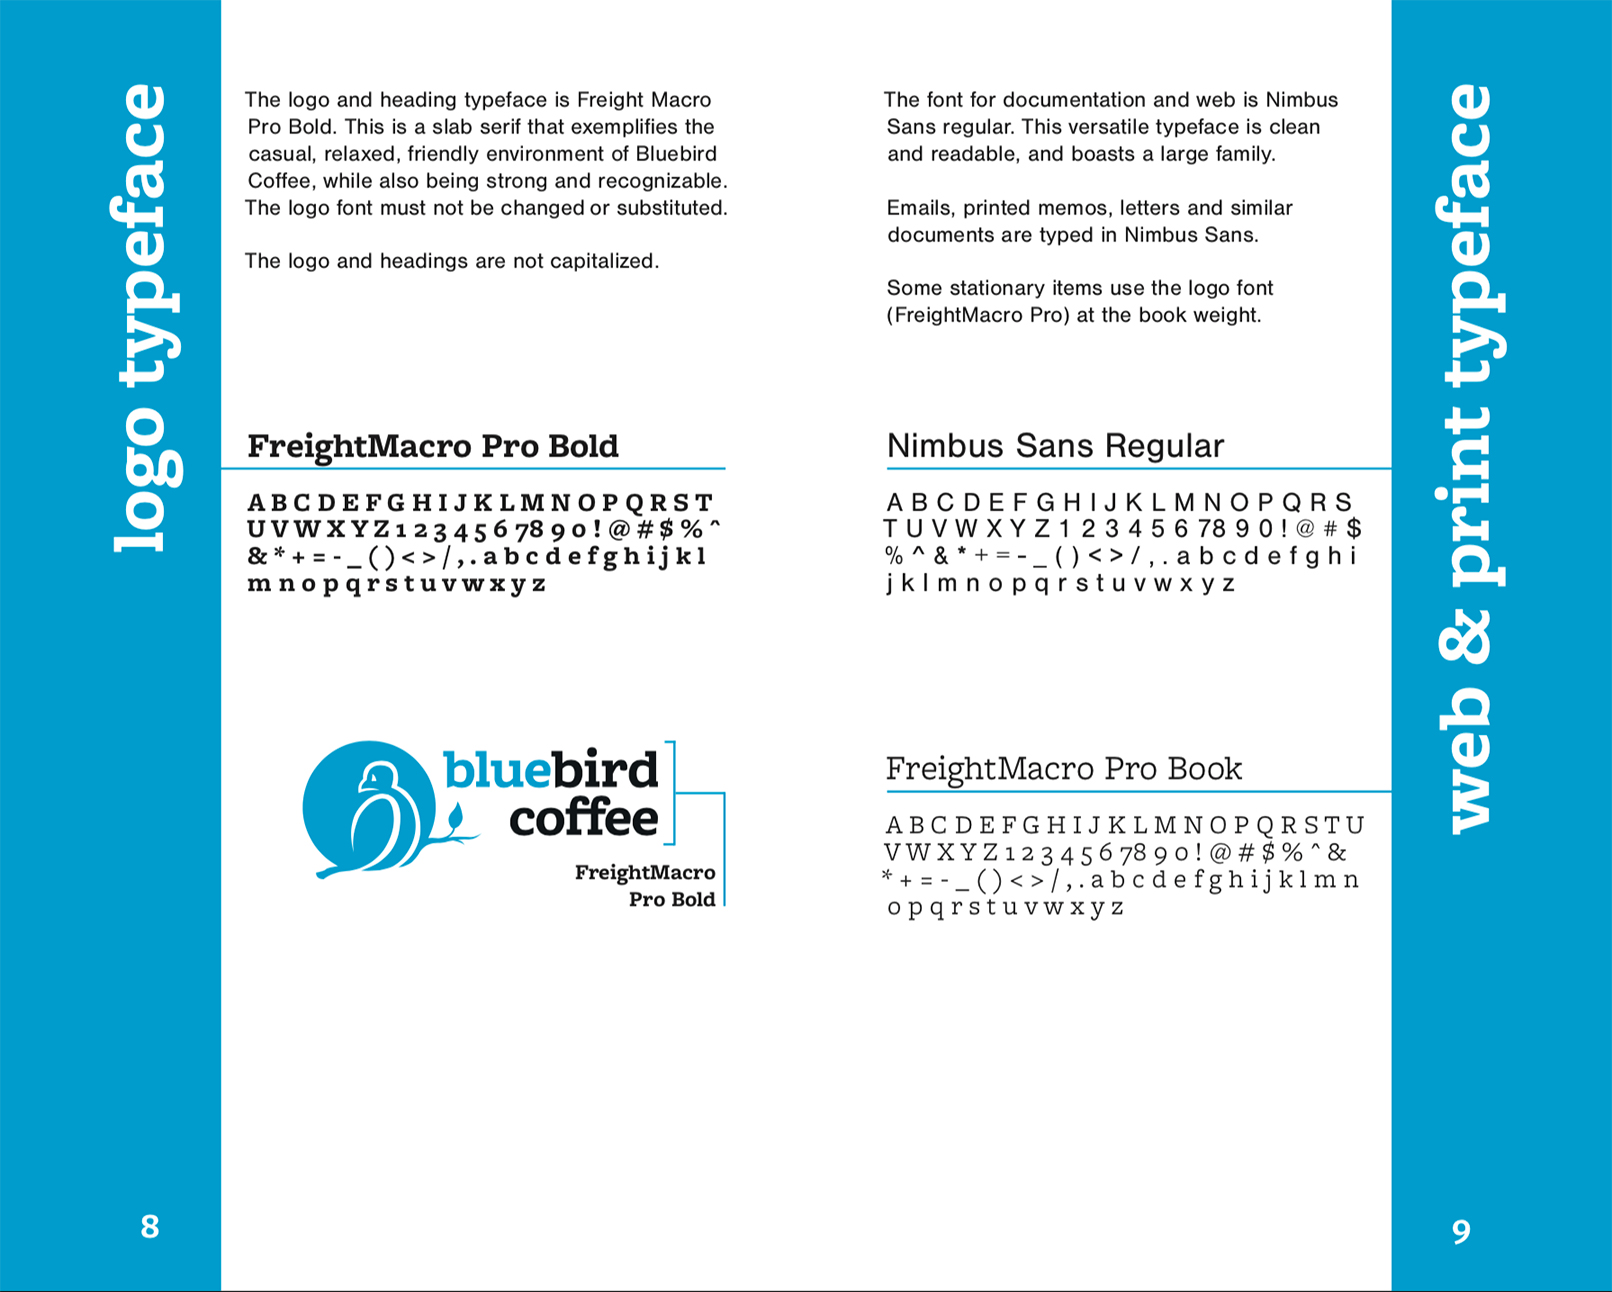 logo typeface
The logo and heading typeface is Freight Macro
Pro Bold. This is a slab serif that exemplifies the
casual, relaxed, friendly environment of Bluebird
Coffee, while also being strong and recognizable.
The logo font must not be changed or substituted.
The logo and headings are not capitalized.
FreightMacro Pro Bold
A B C D E F G H I J K L M N O P Q R S T
U V W X Y Z 1 2 3 4 5 6 7 8 9 0 ! @ # $ % ^
& * + = - _ ( ) < > / , . a b c d e f g h i j k l
m n o p q r s t u v w x y z
bluebird
coffee
FreightMacro
Pro Bold
8
The font for documentation and web is Nimbus
Sans regular. This versatile typeface is clean
and readable, and boasts a large family.
Emails, printed memos, letters and similar
documents are typed in Nimbus Sans.
Some stationary items use the logo font
(FreightMacro Pro) at the book weight.
Nimbus Sans Regular
A B C D E F G H I J K L M N O P Q R S
T U V W X Y Z 1 2 3 4 5 6 7 8 9 0 ! @ # $
% ^ & * + = - _ ( ) < > / , . a b c d e f g h i
j k l m n o p q r s t u v w x y z
FreightMacro Pro Book
A B C D E F G H I J K L M N O P Q R S T U
V W X Y Z 1 2 3 4 5 6 7 8 9 0 ! @ # $ % ^ &
* + = - _ ( ) < > / , . a b c d e f g h i j k l m n
o p q r s t u v w x y z
web & print typeface
9